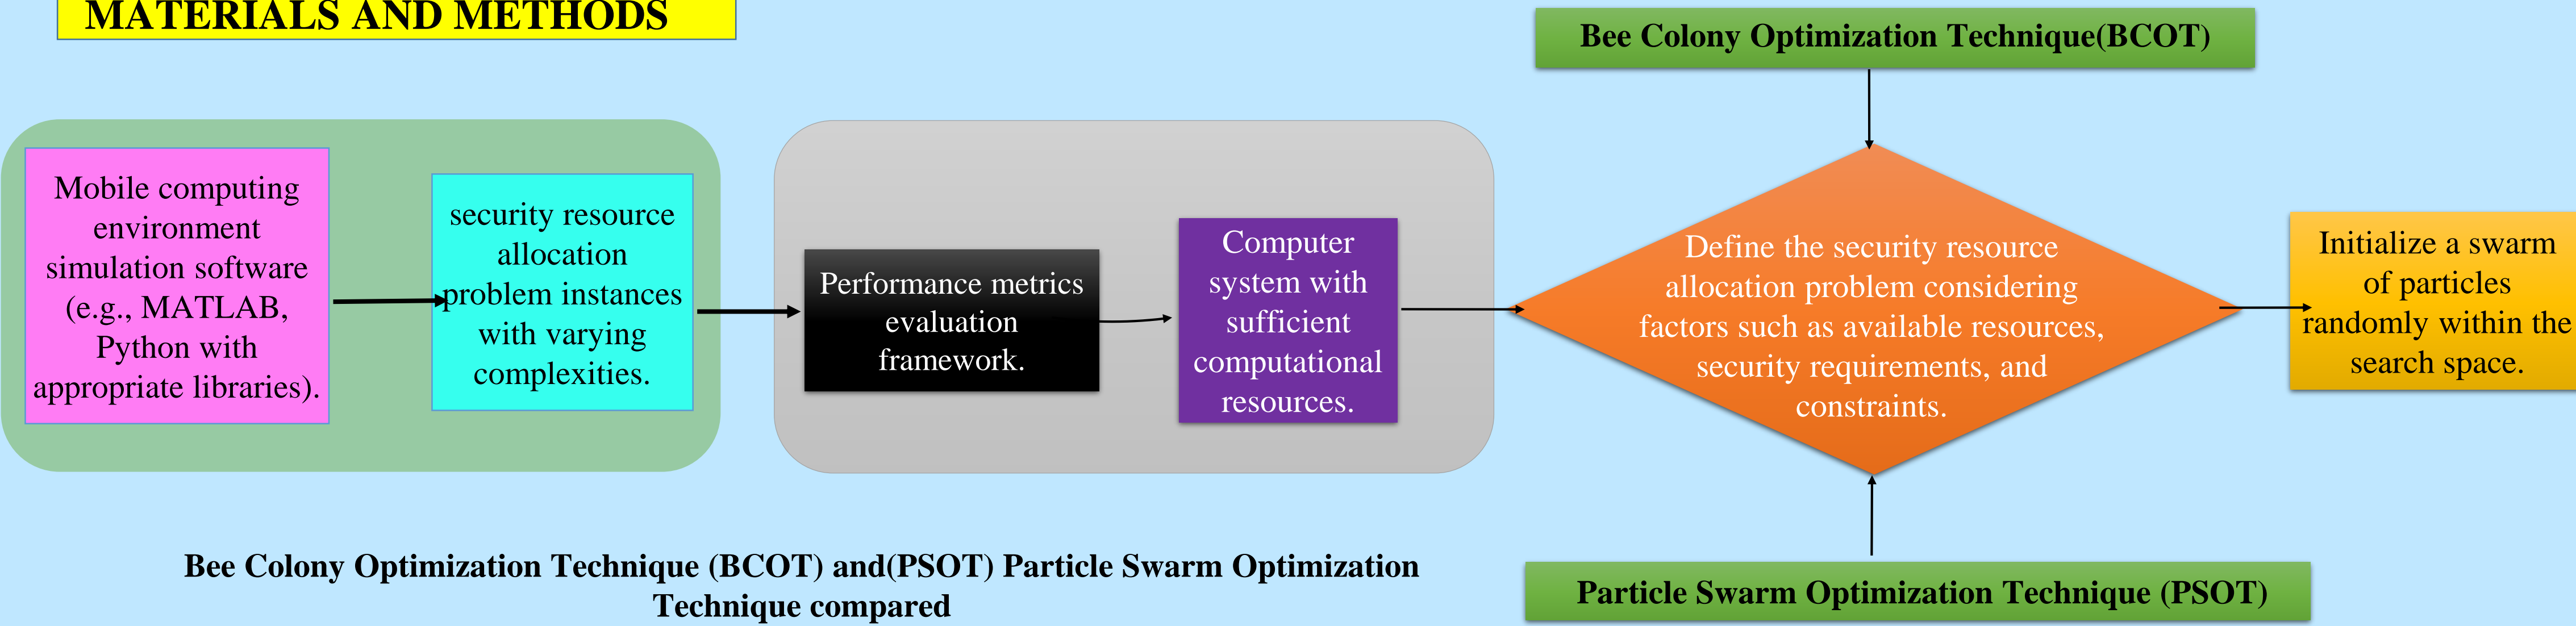 MATERIALS AND METHODS
Bee Colony Optimization Technique(BCOT)
Mobile computing
environment
simulation software
(e.g., MATLAB,
Python with
appropriate libraries).
security resource
allocation
problem instances
with varying
complexities.
Performance metrics
evaluation
framework.
Computer
system with
sufficient
computational
resources.
Define the security resource
allocation problem considering
factors such as available resources,
security requirements, and
constraints.
Initialize a swarm
of particles
randomly within the
search space.
Bee Colony Optimization Technique (BCOT) and(PSOT) Particle Swarm Optimization
Technique compared
Particle Swarm Optimization Technique (PSOT)